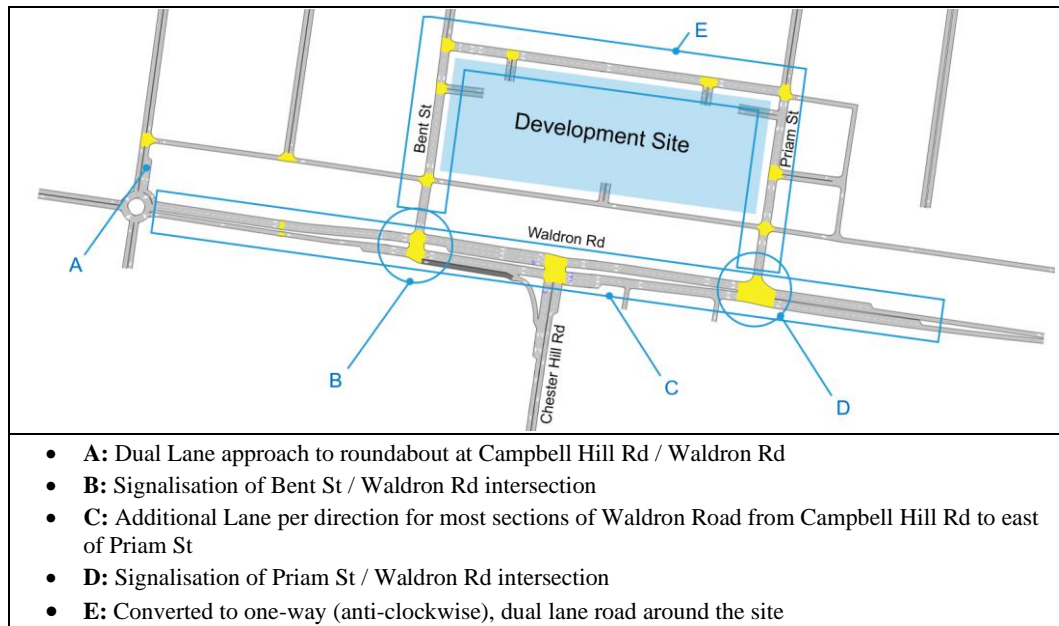 E
Bent St
Development Site
Priam St
A
Waldron Rd
B
Chester Hill Rd
C
D
• A: Dual Lane approach to roundabout at Campbell Hill Rd / Waldron Rd
• B: Signalisation of Bent St / Waldron Rd intersection
• C: Additional Lane per direction for most sections of Waldron Road from Campbell Hill Rd to east
of Priam St
• D: Signalisation of Priam St / Waldron Rd intersection
• E: Converted to one-way (anti-clockwise), dual lane road around the site